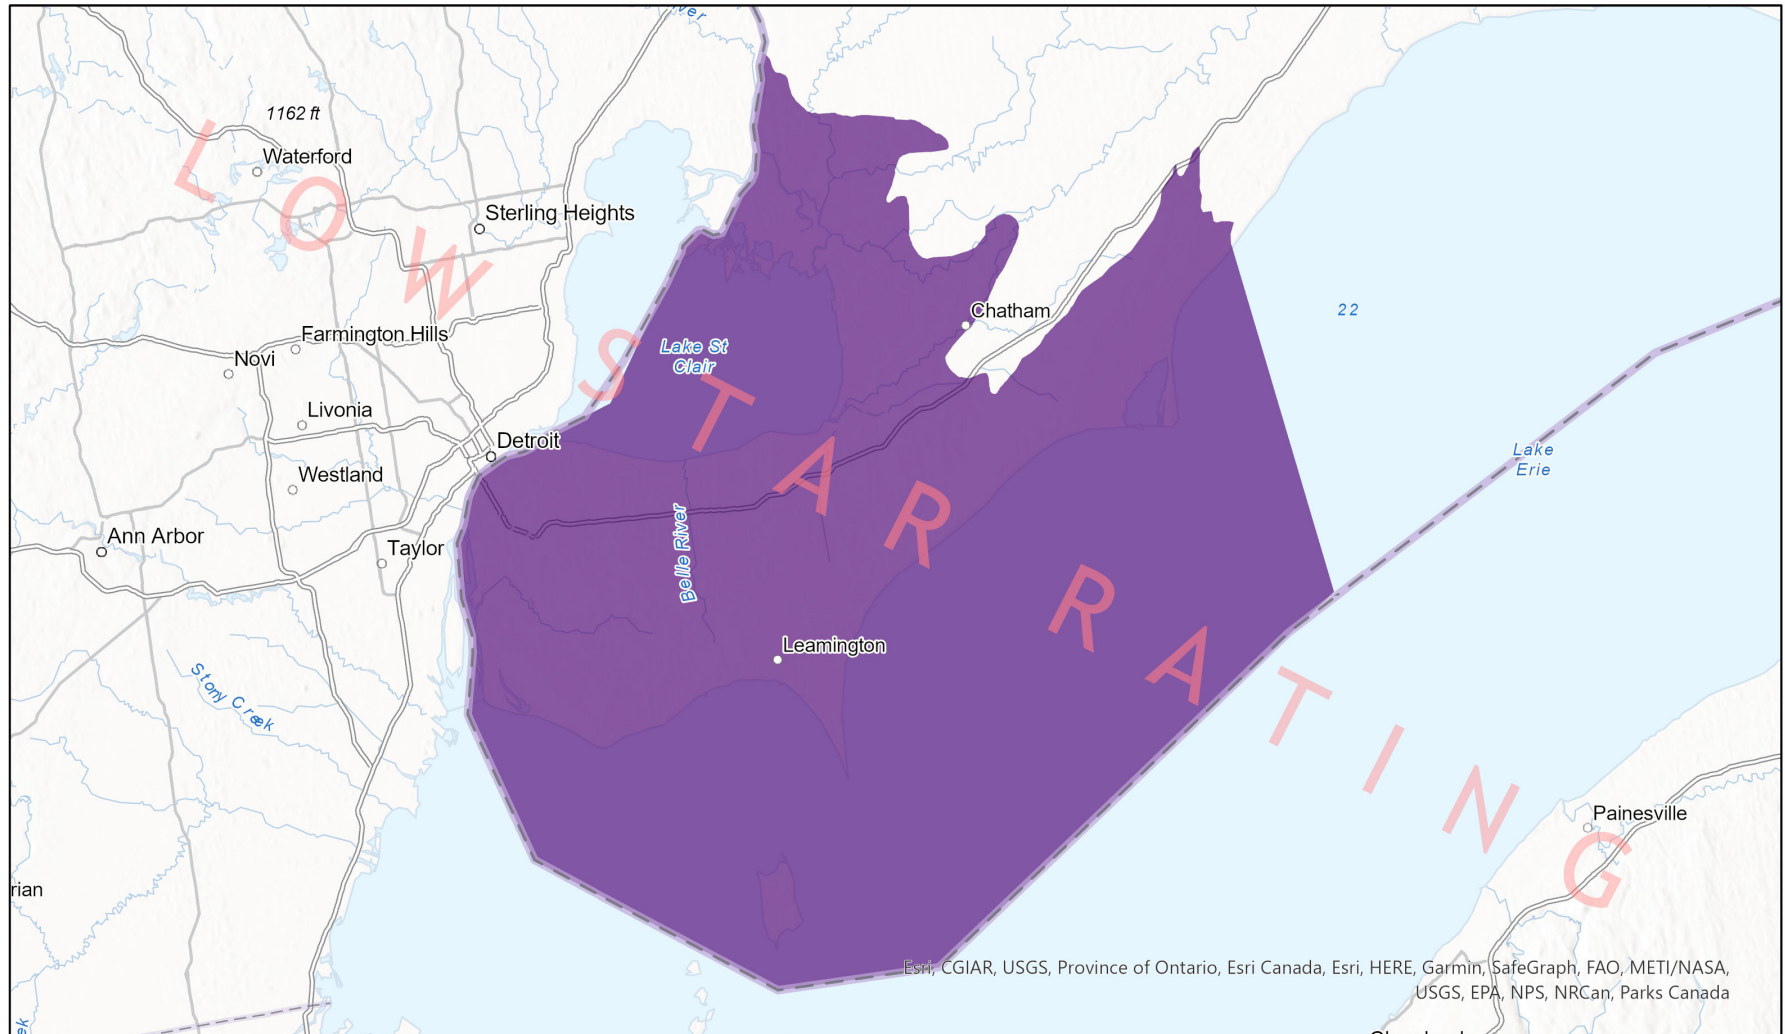 ver
1162 ft
Waterford
Sterling Heights
Chatham
22
Farmington Hills
Lake St
Clair
Novi
Livonia
Detroit
Lake
Erie
Westland
Ann Arbor
Taylor
Belle River
Leamington
Stony Creek
Painesville
rian
LOW STAR RATING
Esri, CGIAR, USGS, Province of Ontario, Esri Canada, Esri, HERE, Garmin, SafeGraph, FAO, METI/NASA,
USGS, EPA, NPS, NRCan, Parks Canada
ek